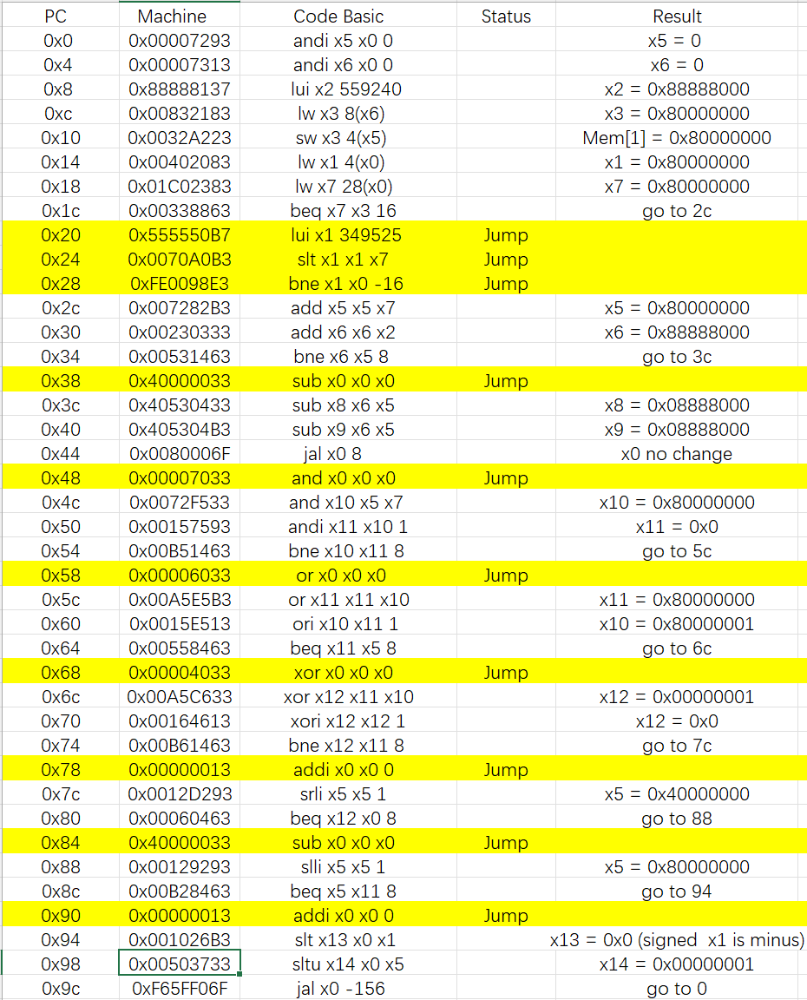 PC Machine Code Basic Status Result
0x0 0x00007293 andi x5 x0 0 x5 = 0
0x4 0x00007313 andi x6 x0 0 x6 = 0
0x8 0x88888137 lui x2 559240 x2 = 0x88888000
0xc 0x00832183 lw x3 8(x6) x3 = 0x80000000
0x10 0x0032A223 sw x3 4(x5) Mem[1] = 0x80000000
0x14 0x00402083 lw x1 4(x0) x1 = 0x80000000
0x18 0x01C02383 lw x7 28(x0) x7 = 0x80000000
0x1c 0x00338863 beq x7 x3 16 go to 2c
0x20 0x555550B7 lui x1 349525 Jump
0x24 0x0070A0B3 slt x1 x1 x7 Jump
0x28 0xFE0098E3 bne x1 x0 -16 Jump
0x2c 0x007282B3 add x5 x5 x7 x5 = 0x80000000
0x30 0x00230333 add x6 x6 x2 x6 = 0x88888000
0x34 0x00531463 bne x6 x5 8 go to 3c
0x38 0x40000033 sub x0 x0 x0 Jump
0x3c 0x40530433 sub x8 x6 x5 x8 = 0x08888000
0x40 0x405304B3 sub x9 x6 x5 x9 = 0x08888000
0x44 0x0080006F jal x0 8 x0 no change
0x48 0x00007033 and x0 x0 x0 Jump
0x4c 0x0072F533 and x10 x5 x7 x10 = 0x80000000
0x50 0x00157593 andi x11 x10 1 x11 = 0x0
0x54 0x00B51463 bne x10 x11 8 go to 5c
0x58 0x00006033 or x0 x0 x0 Jump
0x5c 0x00A5E5B3 or x11 x11 x10 x11 = 0x80000000
0x60 0x0015E513 ori x10 x11 1 x10 = 0x80000001
0x64 0x00558463 beq x11 x5 8 go to 6c
0x68 0x00004033 xor x0 x0 x0 Jump
0x6c 0x00A5C633 xor x12 x11 x10 x12 = 0x00000001
0x70 0x00164613 xori x12 x12 1 x12 = 0x0
0x74 0x00B61463 bne x12 x11 8 go to 7c
0x78 0x00000013 addi x0 x0 0 Jump
0x7c 0x0012D293 srli x5 x5 1 x5 = 0x40000000
0x80 0x00060463 beq x12 x0 8 go to 88
0x84 0x40000033 sub x0 x0 x0 Jump
0x88 0x00129293 slli x5 x5 1 x5 = 0x80000000
0x8c 0x00B28463 beq x5 x11 8 go to 94
0x90 0x00000013 addi x0 x0 0 Jump
0x94 0x001026B3 slt x13 x0 x1 x13 = 0x0 (signed x1 is minus)
0x98 0x00503733 sltu x14 x0 x5 x14 = 0x00000001
0x9c 0xF65FF06F jal x0 -156 go to 0